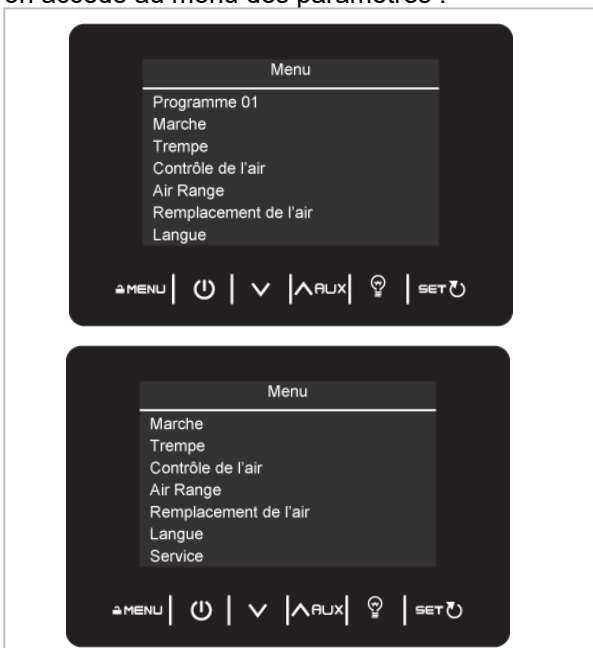 on accède au menu des paramètres :
Menu
Programme 01
Marche
Trempe
Contrôle de l'air
Air Range
Remplacement de l'air
Langue
MENU AUX SET
Menu
Marche
Trempe
Contrôle de l'air
Air Range
Remplacement de l'air
Langue
Service
MENU AUX SET